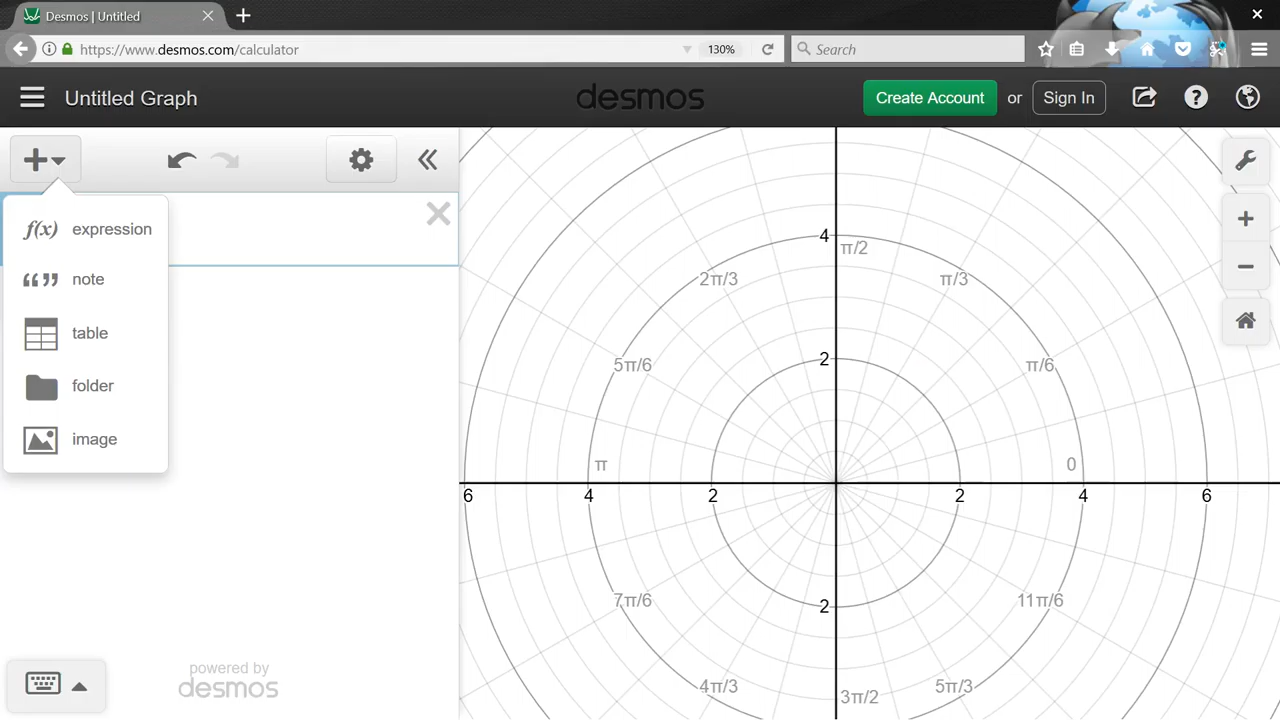 Desmos | Untitled
https://www.desmos.com/calculator
130%
Search
Untitled Graph
desmos
Create Account or Sign In
f(x) expression
note
table
folder
image
powered by
desmos
4
π/2
2π/3
π/3
5π/6
2
π/6
π
0
6 4 2 2 4 6
2
7π/6
11π/6
4π/3
3π/2
5π/3